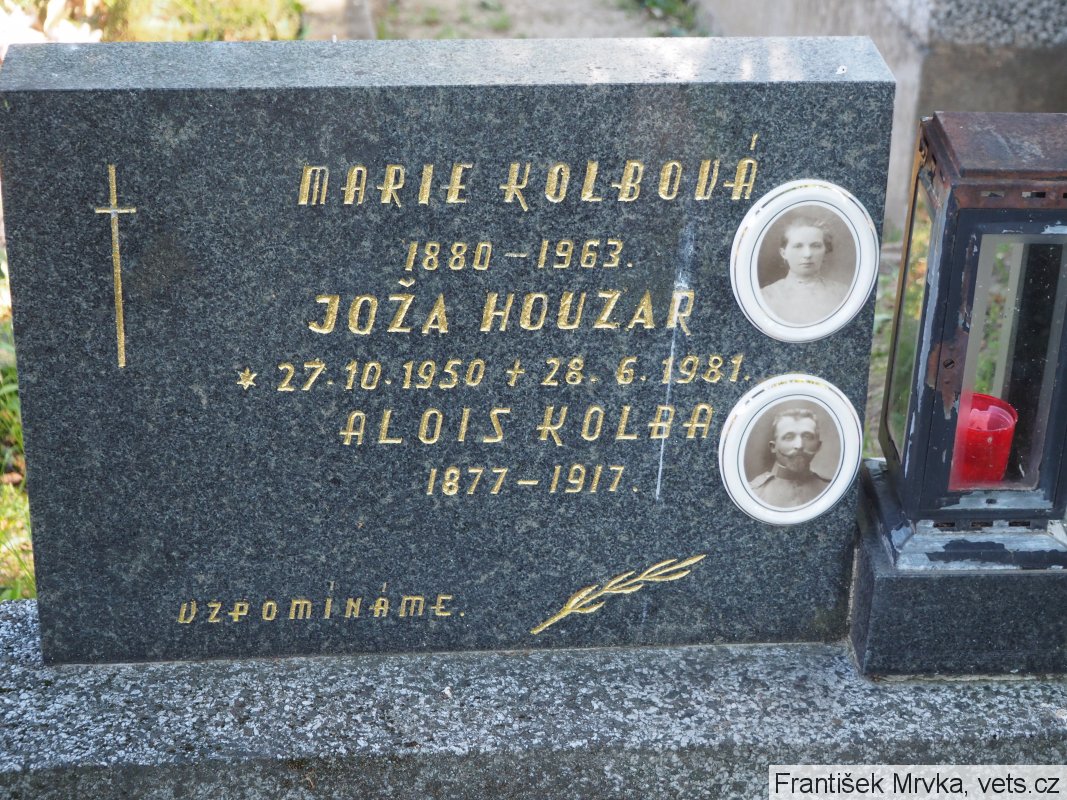 MARIE KOLBOVÁ
1880 – 1963.
JOŽA HOUZAR
* 27.10.1950 + 28. 6. 1981.
ALOIS KOLBA
1877 – 1917.
VZPOMÍNÁME.
František Mrvka, vets.cz